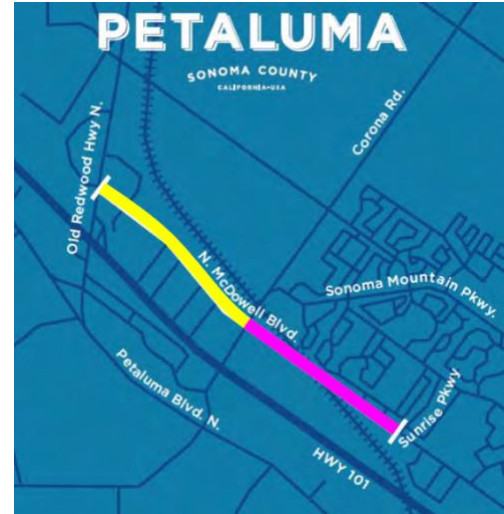 PETALUMA
SONOMA COUNTY
CALIFORNIA•USA
Corona Rd.
Old Redwood Hwy N.
N. McDowell Blvd.
Sonoma Mountain Pkwy.
Petaluma Blvd. N.
Sunrise Pkwy
HWY 101